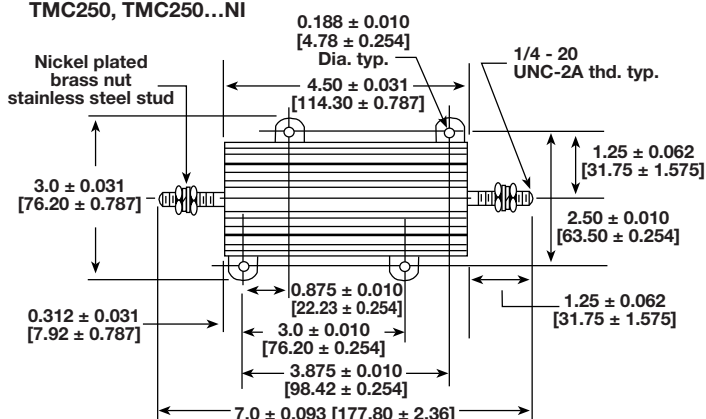 TMC250, TMC250...NI
0.188 ± 0.010
[4.78 ± 0.254]
Dia. typ.
Nickel plated
brass nut
stainless steel stud
1/4 - 20
UNC-2A thd. typ.
4.50 ± 0.031
[114.30 ± 0.787]
3.0 ± 0.031
[76.20 ± 0.787]
1.25 ± 0.062
[31.75 ± 1.575]
2.50 ± 0.010
[63.50 ± 0.254]
0.875 ± 0.010
[22.23 ± 0.254]
0.312 ± 0.031
[7.92 ± 0.787]
1.25 ± 0.062
[31.75 ± 1.575]
3.0 ± 0.010
[76.20 ± 0.254]
3.875 ± 0.010
[98.42 ± 0.254]
7.0 ± 0.093 [177.80 ± 2.36]